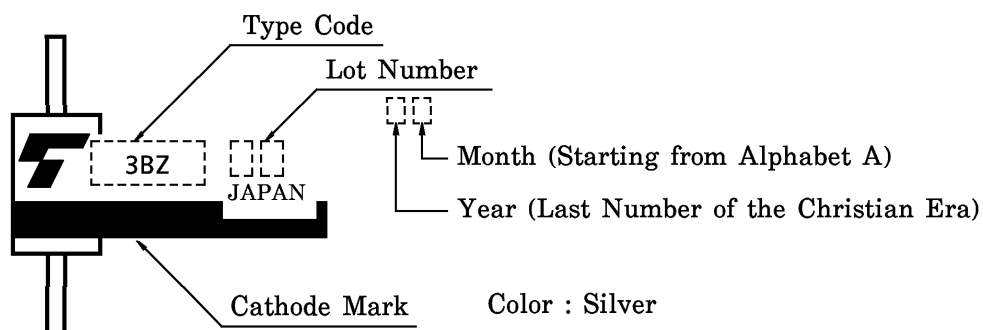 Type Code
Lot Number
3BZ
JAPAN
Month (Starting from Alphabet A)
Year (Last Number of the Christian Era)
Cathode Mark
Color : Silver